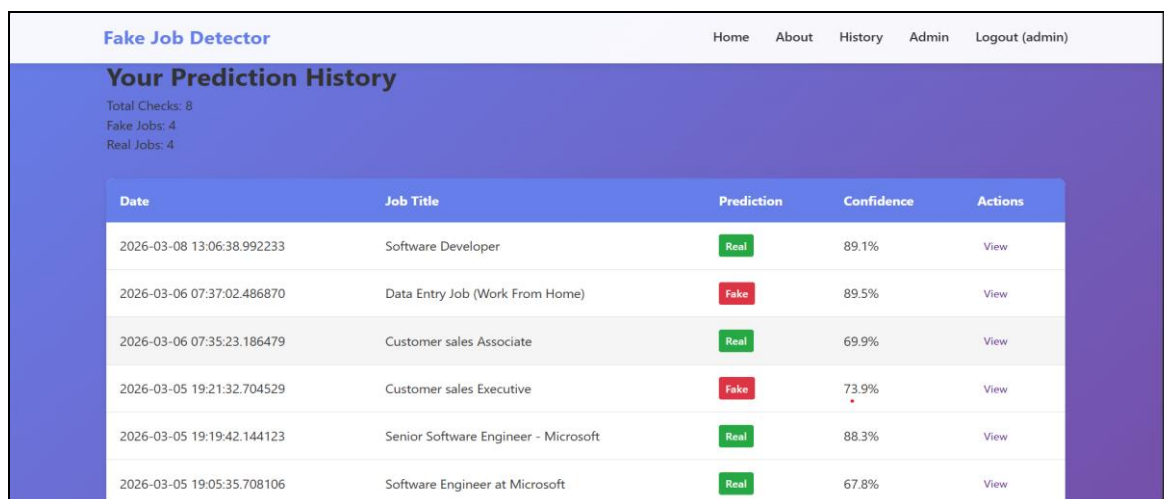 Fake Job Detector Home About History Admin Logout (admin)
Your Prediction History
Total Checks: 8
Fake Jobs: 4
Real Jobs: 4
Date Job Title Prediction Confidence Actions
2026-03-08 13:06:38.992233 Software Developer Real 89.1% View
2026-03-06 07:37:02.486870 Data Entry Job (Work From Home) Fake 89.5% View
2026-03-06 07:35:23.186479 Customer sales Associate Real 69.9% View
2026-03-05 19:21:32.704529 Customer sales Executive Fake 73.9% View
2026-03-05 19:19:42.144123 Senior Software Engineer - Microsoft Real 88.3% View
2026-03-05 19:05:35.708106 Software Engineer at Microsoft Real 67.8% View